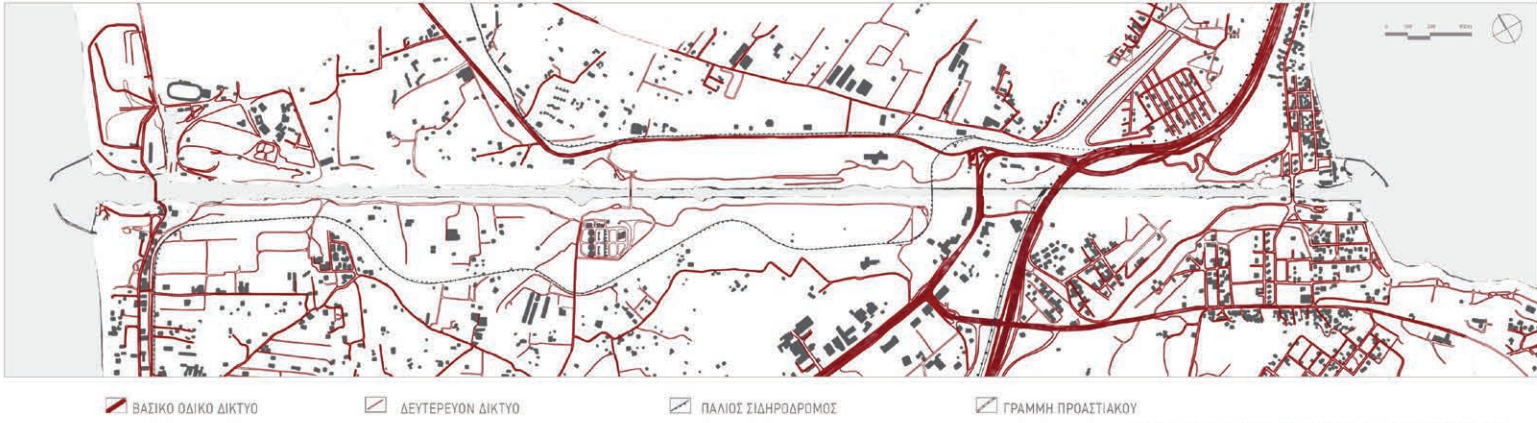 ΒΑΣΙΚΟ ΟΔΙΚΟ ΔΙΚΤΥΟ
ΔΕΥΤΕΡΕΥΟΝ ΔΙΚΤΥΟ
ΠΑΛΙΟΣ ΣΙΔΗΡΟΔΡΟΜΟΣ
ΓΡΑΜΜΗ ΠΡΟΑΣΤΙΑΚΟΥ